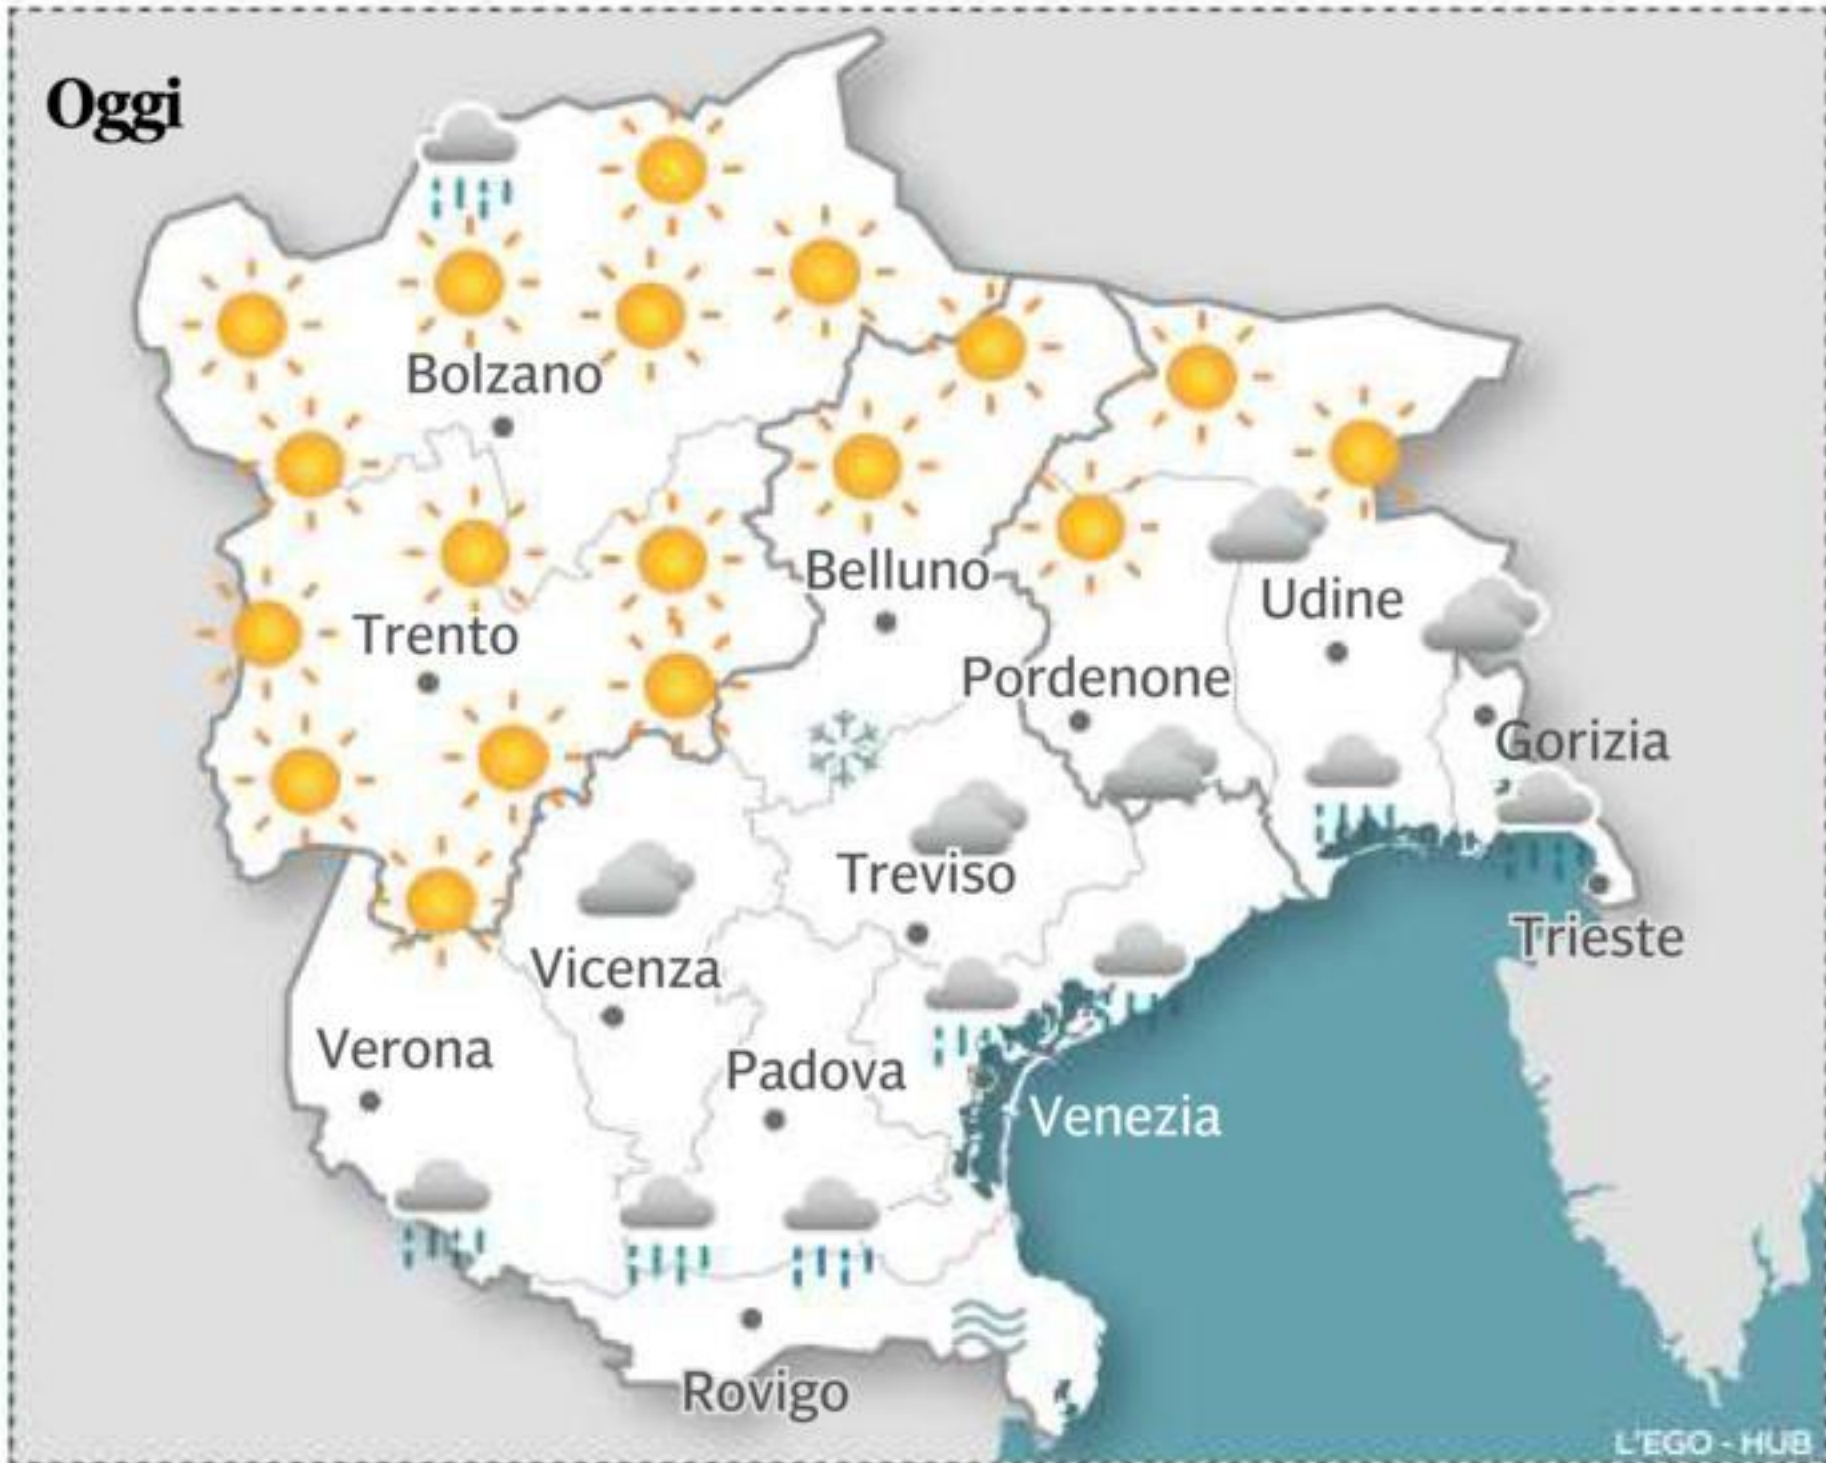 Oggi
Bolzano
Belluno
Udine
Trento
Pordenone
Gorizia
Treviso
Trieste
Vicenza
Verona
Padova
Venezia
Rovigo
L'EGO - HUB